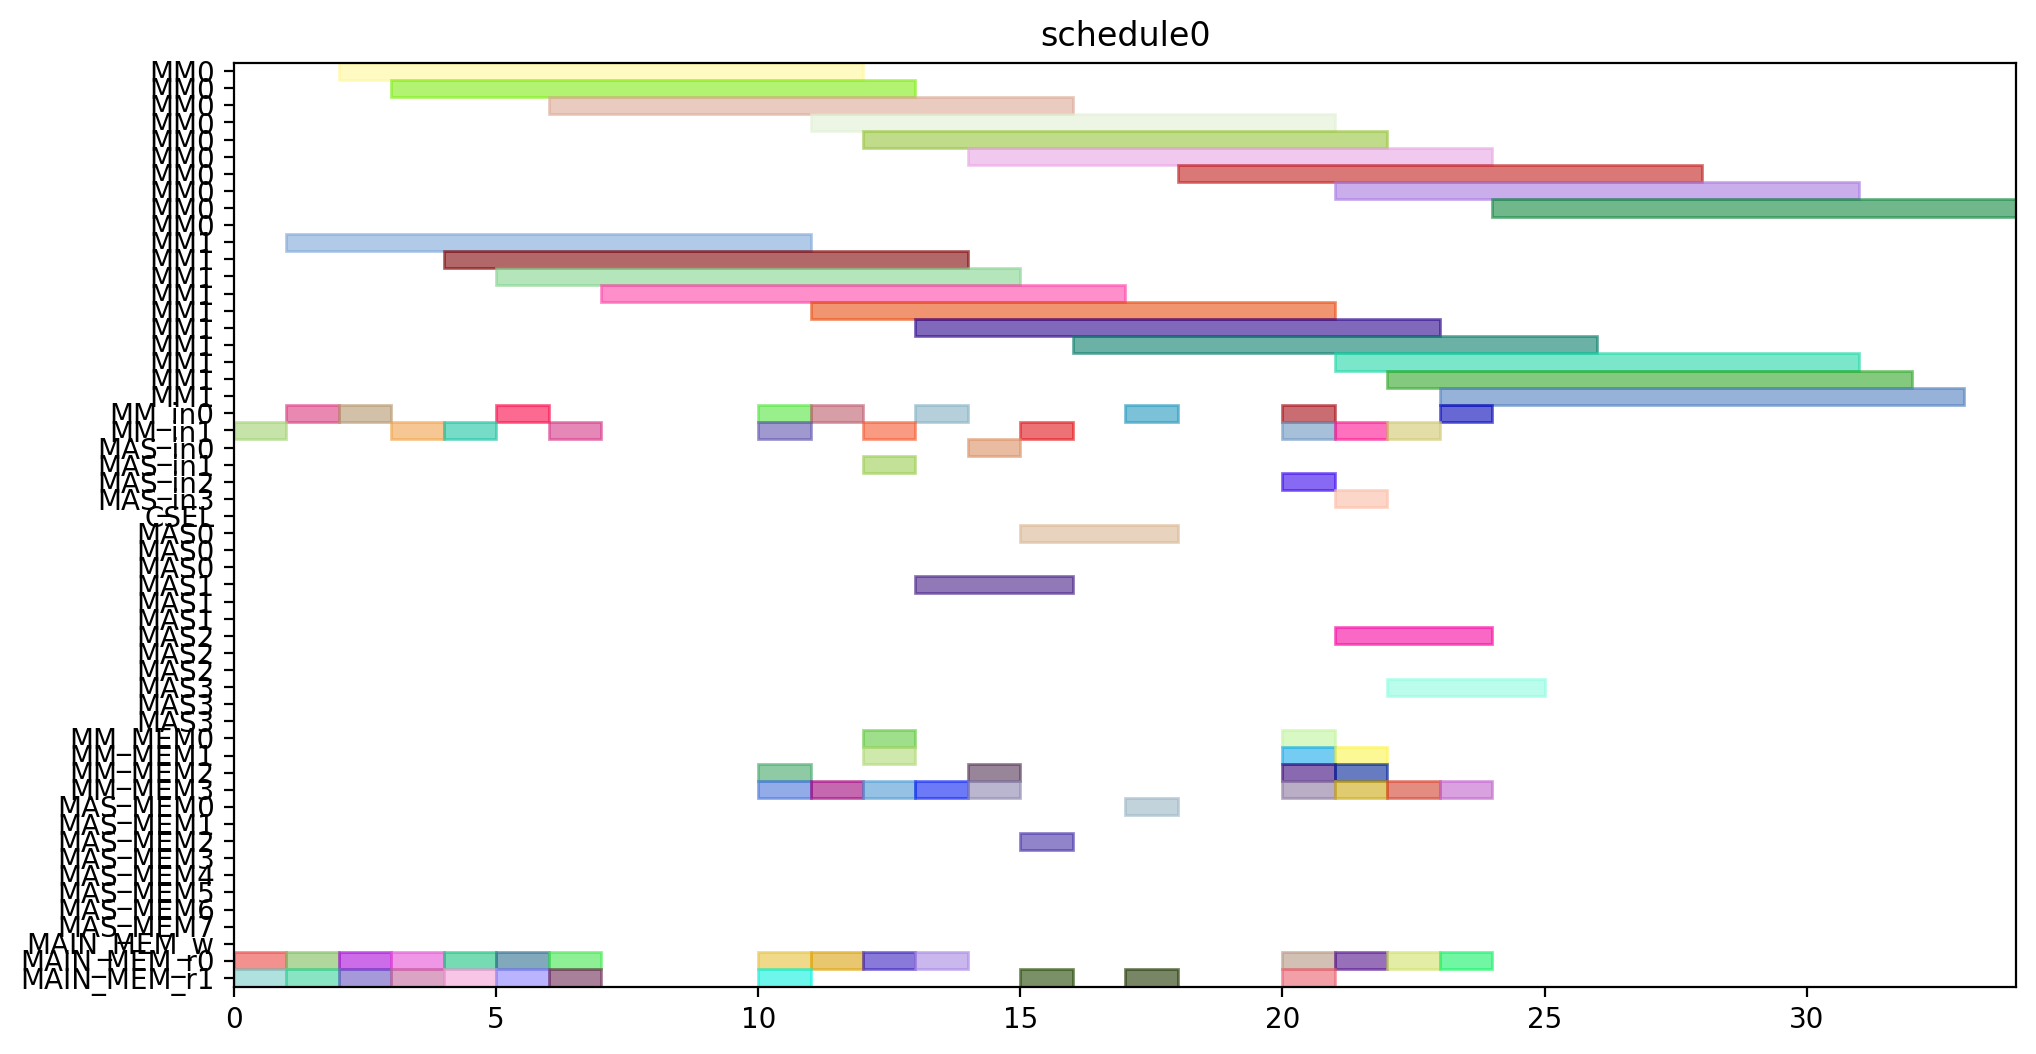 schedule0
MM0
MM0
MM0
MM0
MM0
MM0
MM0
MM0
MM0
MM0
MM1
MM1
MM1
MM1
MM1
MM1
MM1
MM1
MM1
MM1
MM_in0
MM_in1
MAS_in0
MAS_in1
MAS_in2
MAS_in3
CSEL
MAS0
MAS0
MAS0
MAS1
MAS1
MAS1
MAS2
MAS2
MAS2
MAS3
MAS3
MAS3
MM_MEM0
MM_MEM1
MM_MEM2
MM_MEM3
MAS_MEM0
MAS_MEM1
MAS_MEM2
MAS_MEM3
MAS_MEM4
MAS_MEM5
MAS_MEM6
MAS_MEM7
MAIN_MEM_w
MAIN_MEM_r0
MAIN_MEM_r1
0 5 10 15 20 25 30